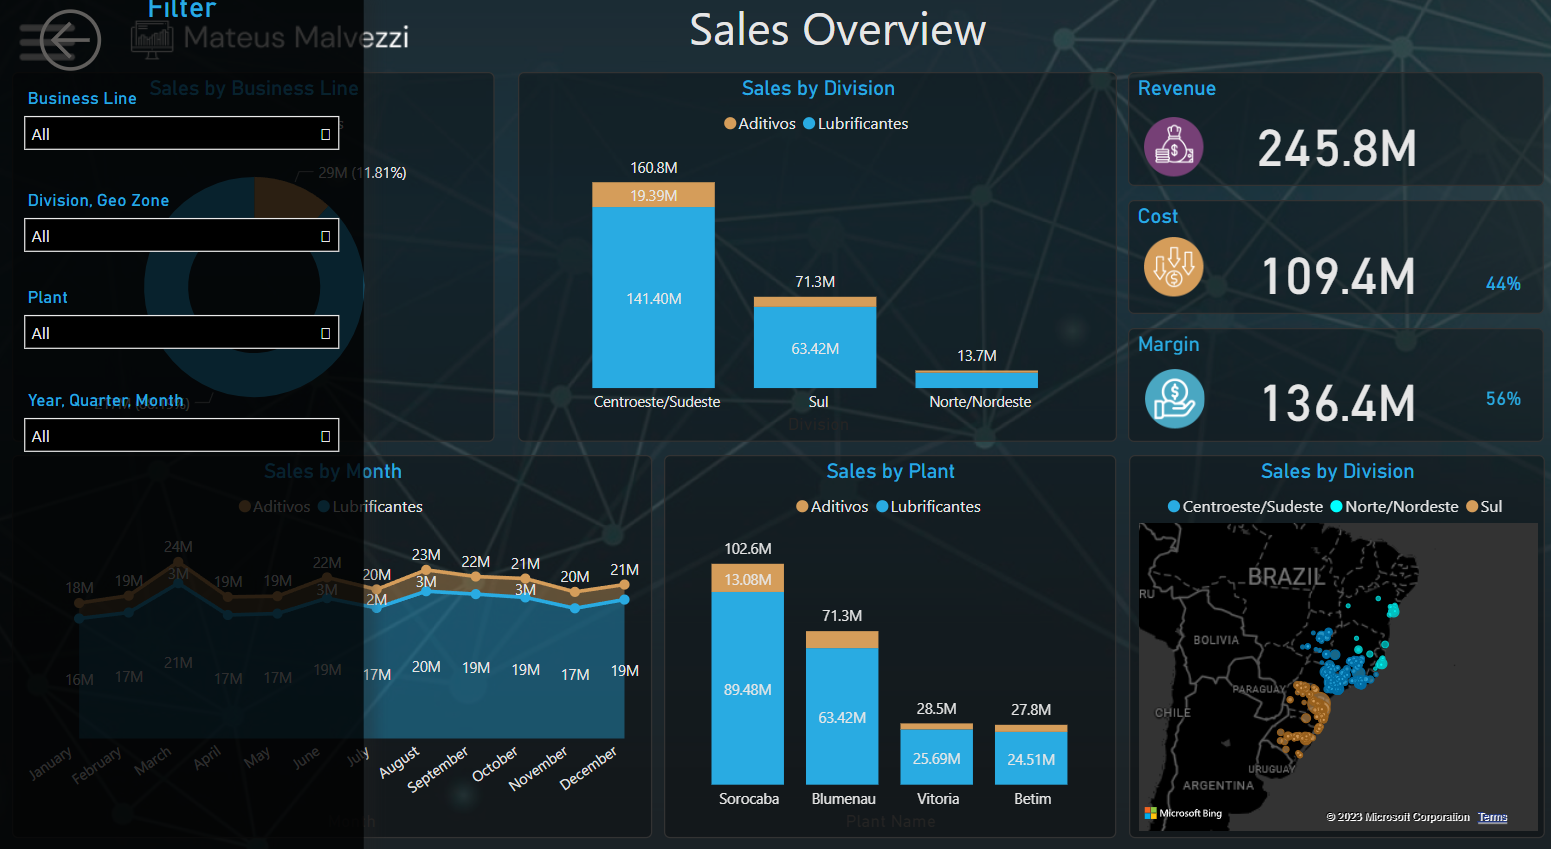 Filter
Mateus Malvezzi
Sales Overview
Sales by Business Line
Business Line
All
29M (11.81%)
Division, Geo Zone
All
Plant
All
Year, Quarter, Month
All
Sales by Division
Aditivos Lubrificantes
160.8M
19.39M
141.40M
71.3M
63.42M
13.7M
Centroeste/Sudeste Sul Norte/Nordeste
Division
Revenue
245.8M
Cost
109.4M
44%
Margin
136.4M
56%
Sales by Month
Aditivos Lubrificantes
18M 19M 24M 19M 19M 22M 20M 23M 22M 21M 20M 21M
3M 3M 2M 3M 3M
16M 17M 21M 17M 17M 19M 17M 20M 19M 19M 17M 19M
January February March April May June July August September October November December
Sales by Plant
Aditivos Lubrificantes
102.6M
13.08M
89.48M
71.3M
63.42M
28.5M
25.69M
27.8M
24.51M
Sorocaba Blumenau Vitoria Betim
Plant Name
Sales by Division
Centroeste/Sudeste Norte/Nordeste Sul
BRAZIL
RU
BOLIVIA
PARAGUAY
CHILE
URUGUAY
ARGENTINA
Microsoft Bing
© 2023 Microsoft Corporation Terms